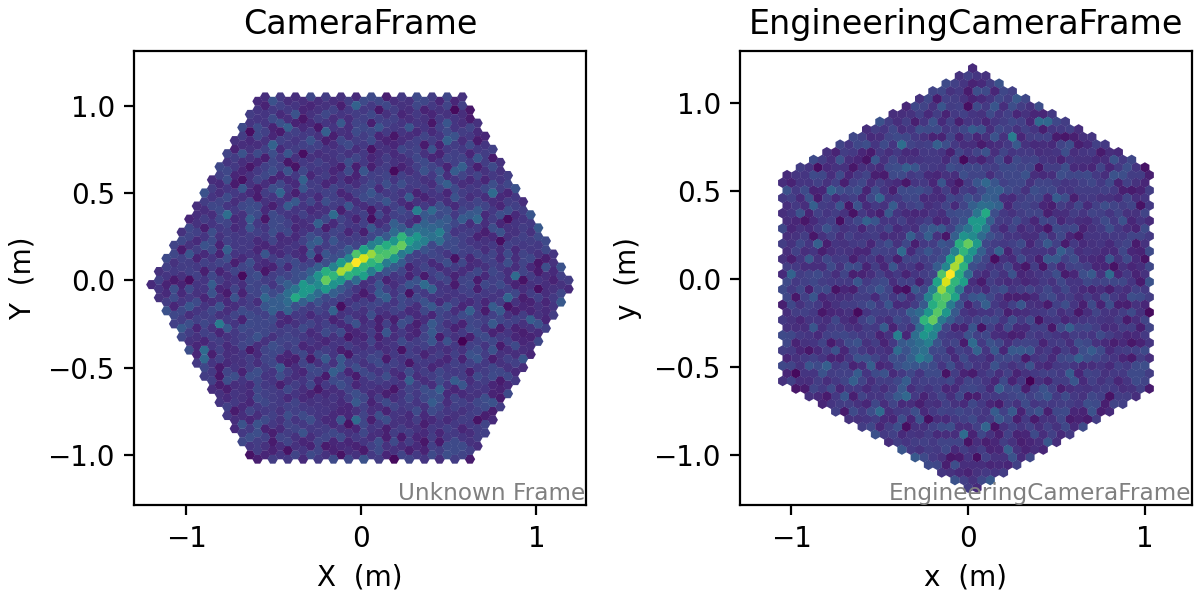 CameraFrame
Y (m)
1.0
0.5
0.0
−0.5
−1.0
Unknown Frame
−1
0
1
X (m)
EngineeringCameraFrame
y (m)
1.0
0.5
0.0
−0.5
−1.0
EngineeringCameraFrame
−1
0
1
x (m)